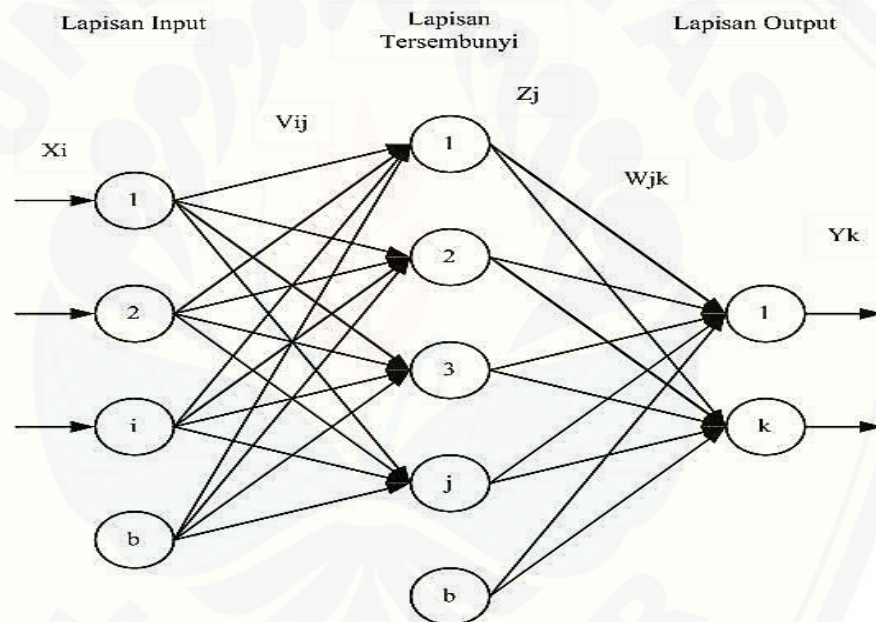 Lapisan Input
Lapisan
Tersembunyi
Lapisan Output
Xi
Vij
Zj
Wjk
Yk
1
2
i
b
1
2
3
j
b
1
k